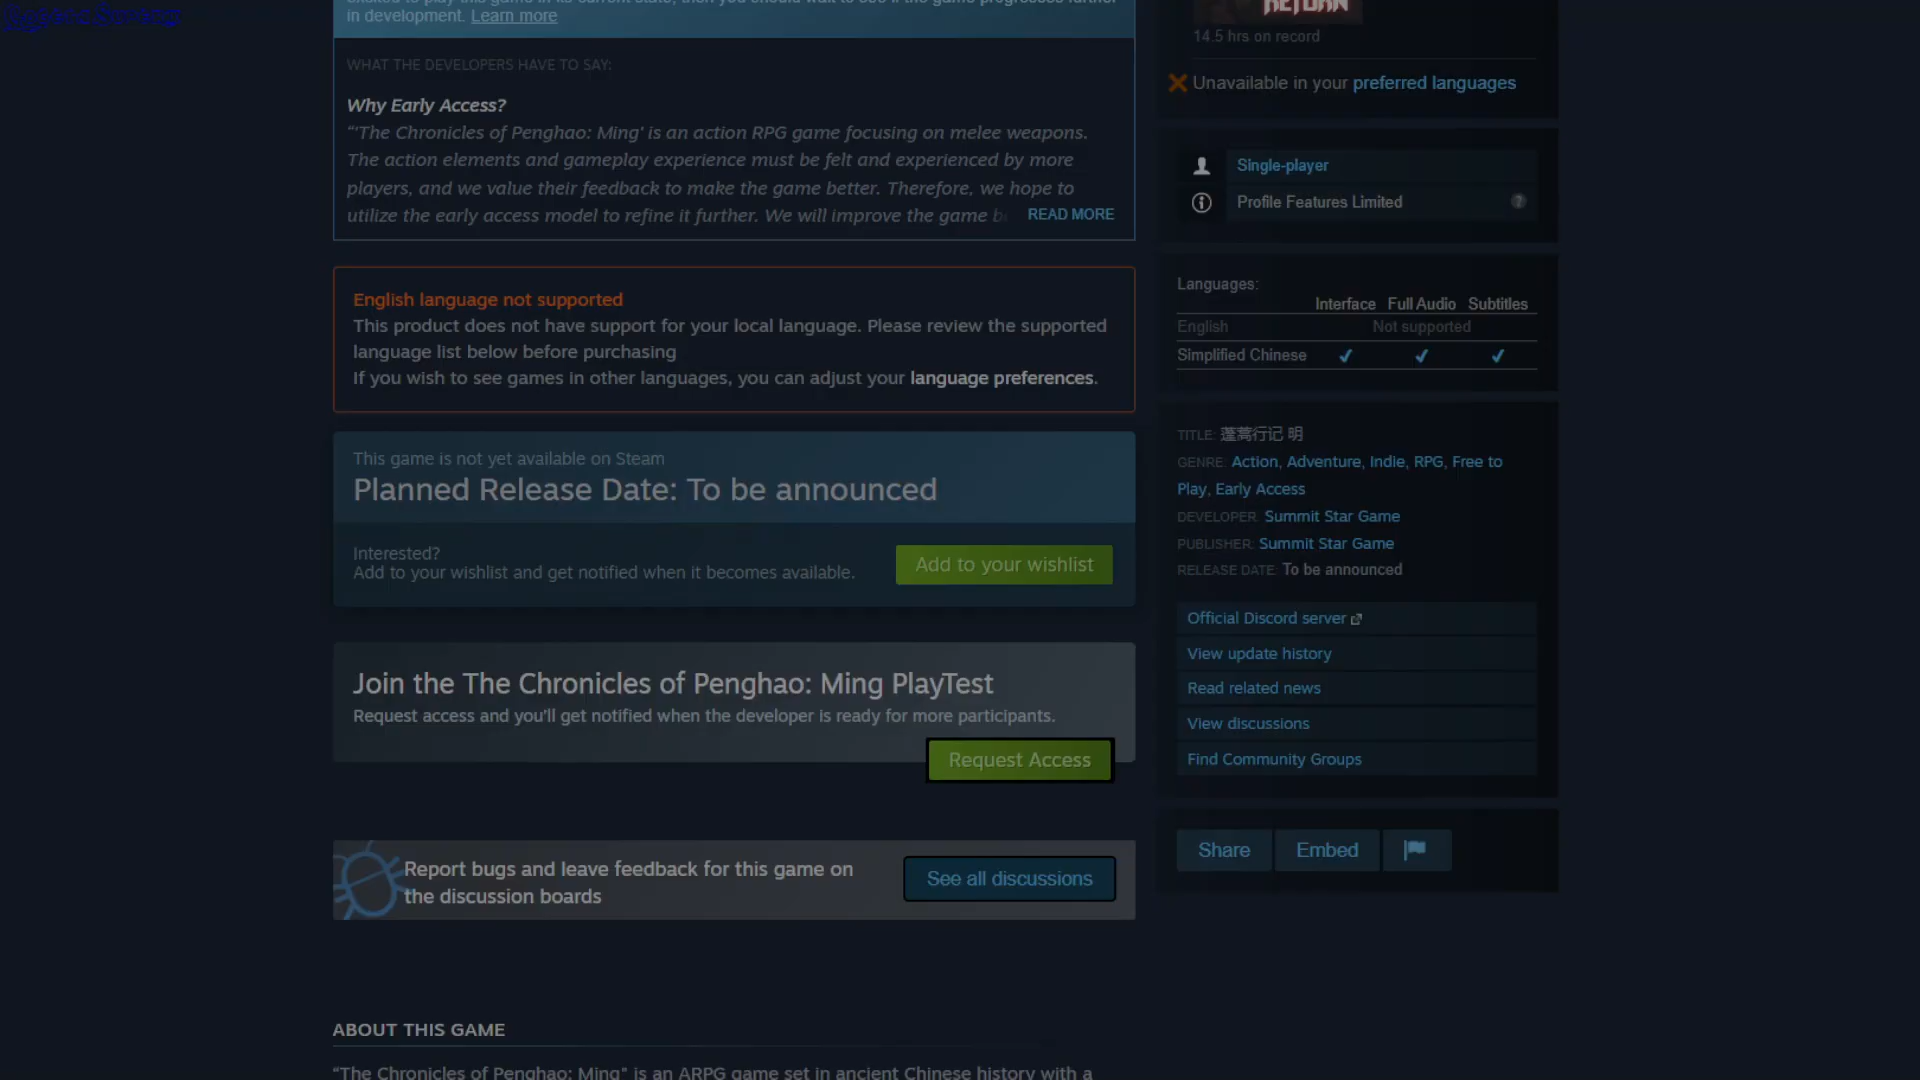 in development. Learn more
WHAT THE DEVELOPERS HAVE TO SAY:
Why Early Access?
“‘The Chronicles of Penghao: Ming’ is an action RPG game focusing on melee weapons.
The action elements and gameplay experience must be felt and experienced by more
players, and we value their feedback to make the game better. Therefore, we hope to
utilize the early access model to refine it further. We will improve the game
READ MORE
English language not supported
This product does not have support for your local language. Please review the supported
language list below before purchasing
If you wish to see games in other languages, you can adjust your language preferences.
This game is not yet available on Steam
Planned Release Date: To be announced
Interested?
Add to your wishlist and get notified when it becomes available.
Add to your wishlist
Join the The Chronicles of Penghao: Ming PlayTest
Request access and you’ll get notified when the developer is ready for more participants.
Request Access
Report bugs and leave feedback for this game on
the discussion boards
See all discussions
ABOUT THIS GAME
“The Chronicles of Penghao: Ming” is an ARPG game set in ancient Chinese history with a
RETURN
14.5 hrs on record
Unavailable in your preferred languages
Single-player
Profile Features Limited
?
Languages:
Interface Full Audio Subtitles
English Not supported
Simplified Chinese ✔ ✔ ✔
TITLE: 蓬蒿行记 明
GENRE: Action, Adventure, Indie, RPG, Free to
Play, Early Access
DEVELOPER: Summit Star Game
PUBLISHER: Summit Star Game
RELEASE DATE: To be announced
Official Discord server
View update history
Read related news
View discussions
Find Community Groups
Share
Embed